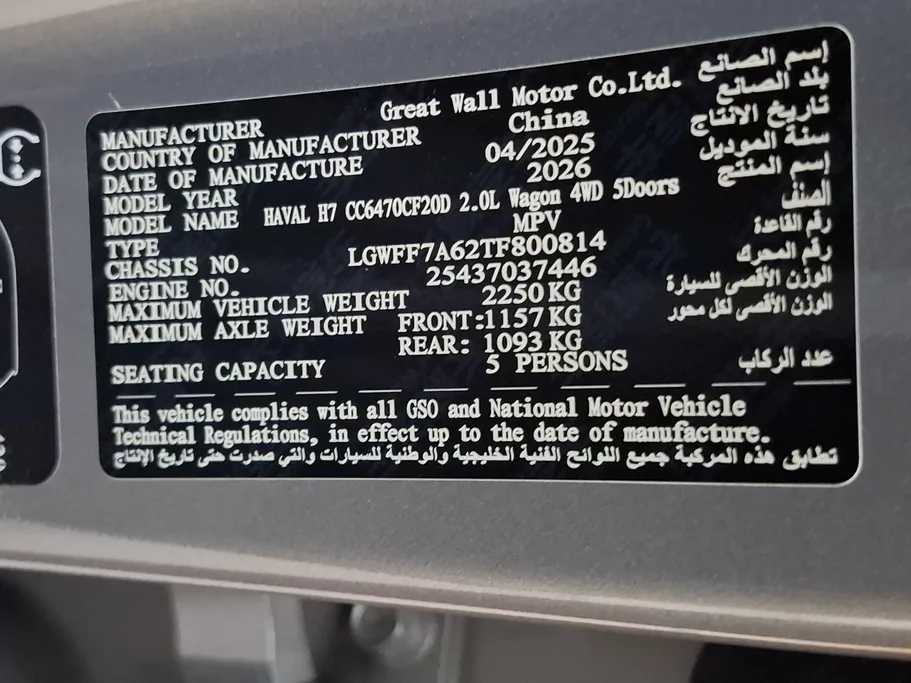 Great Wall Motor Co.Ltd. إسم الصانع
MANUFACTURER China بلد الصانع
COUNTRY OF MANUFACTURER 04/2025 تاريخ الانتاج
DATE OF MANUFACTURE 2026 سنة الموديل
MODEL YEAR إسم المنتج
MODEL NAME HAVAL H7 CC6470CF20D 2.0L Wagon 4WD 5Doors الصنف
TYPE MPV رقم القاعدة
CHASSIS NO. LGWFF7A62TF800814 رقم المحرك
ENGINE NO. 25437037446 الوزن الأقصى للسيارة
MAXIMUM VEHICLE WEIGHT 2250 KG الوزن الأقصى لكل محور
MAXIMUM AXLE WEIGHT FRONT:1157 KG
REAR: 1093 KG
SEATING CAPACITY 5 PERSONS عدد الركاب
This vehicle complies with all GSO and National Motor Vehicle
Technical Regulations, in effect up to the date of manufacture.
تطابق هذه المركبة جميع اللوائح الفنية الخليجية والوطنية للسيارات والتي صدرت حتى تاريخ الإنتاج